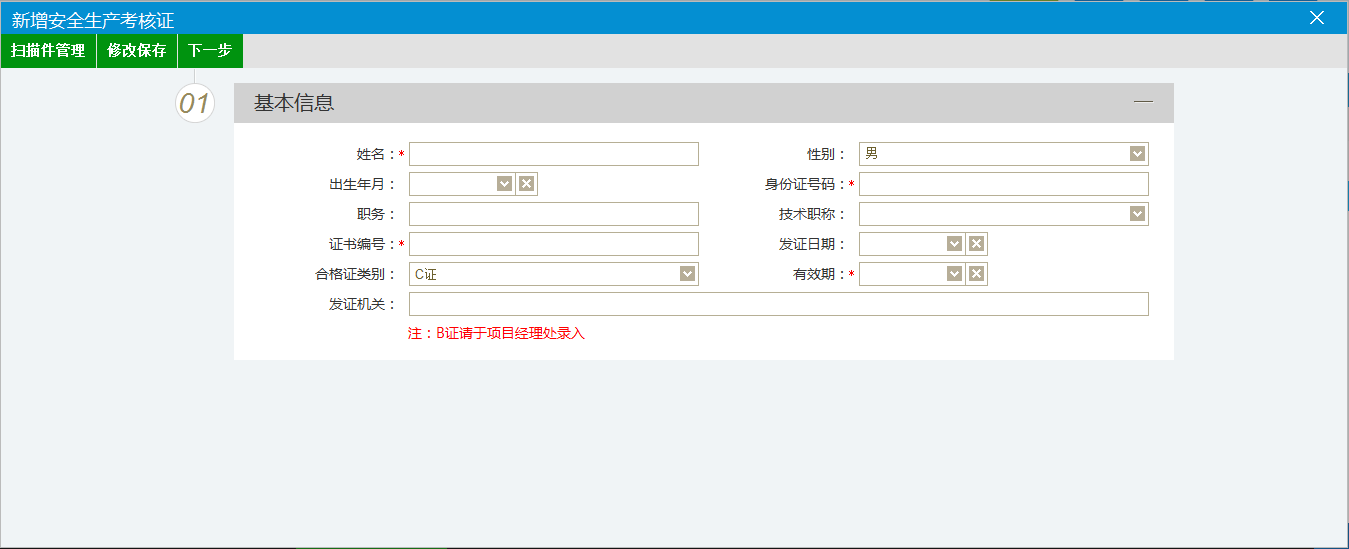 新增安全生产考核证
扫描件管理 修改保存 下一步
01 基本信息
姓名：* 性别： 男
出生年月： 身份证号码：*
职务： 技术职称：
证书编号：* 发证日期：
合格证类别： C证 有效期：*
发证机关：
注：B证请于项目经理处录入